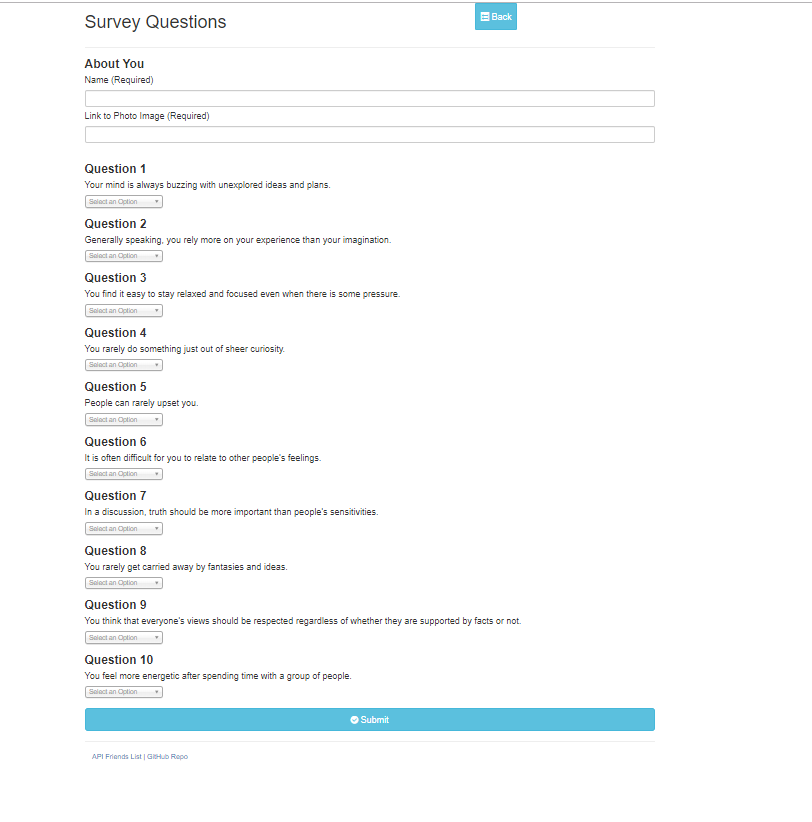 Survey Questions
Back
About You
Name (Required)
Link to Photo Image (Required)
Question 1
Your mind is always buzzing with unexplored ideas and plans.
Select an Option
Question 2
Generally speaking, you rely more on your experience than your imagination.
Select an Option
Question 3
You find it easy to stay relaxed and focused even when there is some pressure.
Select an Option
Question 4
You rarely do something just out of sheer curiosity.
Select an Option
Question 5
People can rarely upset you.
Select an Option
Question 6
It is often difficult for you to relate to other people's feelings.
Select an Option
Question 7
In a discussion, truth should be more important than people's sensitivities.
Select an Option
Question 8
You rarely get carried away by fantasies and ideas.
Select an Option
Question 9
You think that everyone's views should be respected regardless of whether they are supported by facts or not.
Select an Option
Question 10
You feel more energetic after spending time with a group of people.
Select an Option
Submit
API Friends List | GitHub Repo